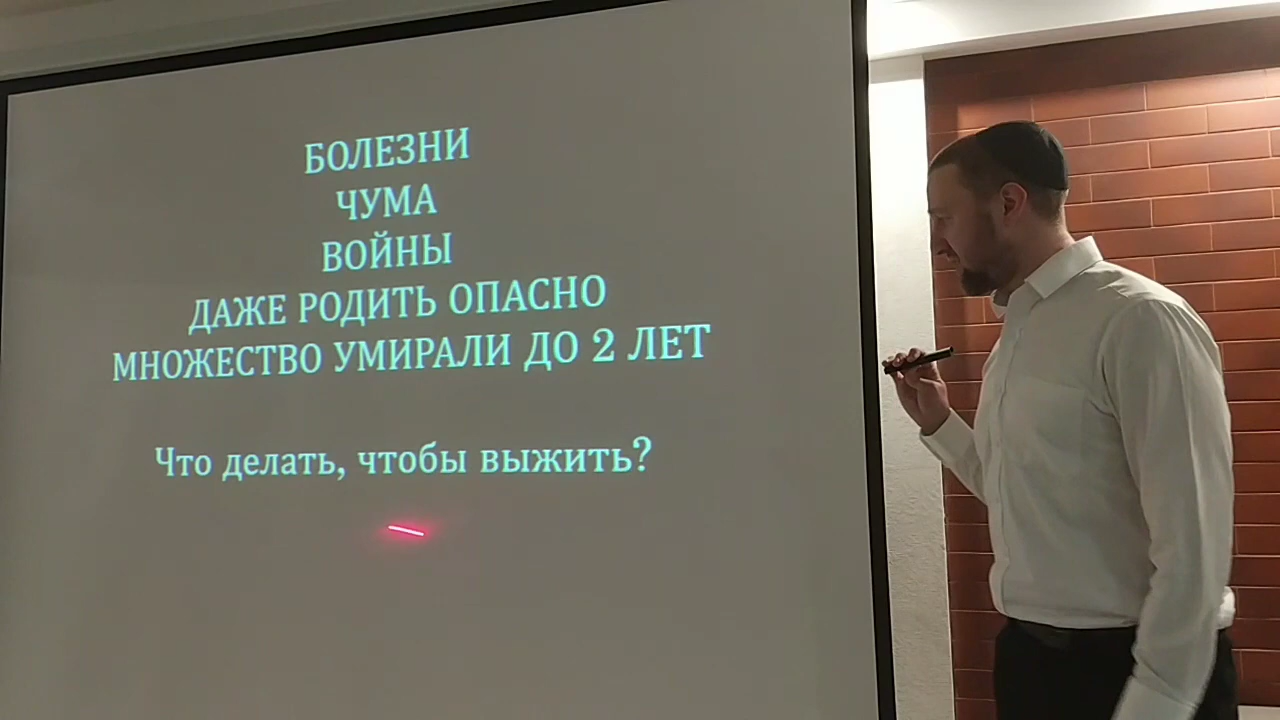 БОЛЕЗНИ
ЧУМА
ВОЙНЫ
ДАЖЕ РОДИТЬ ОПАСНО
МНОЖЕСТВО УМИРАЛИ ДО 2 ЛЕТ
Что делать, чтобы выжить?